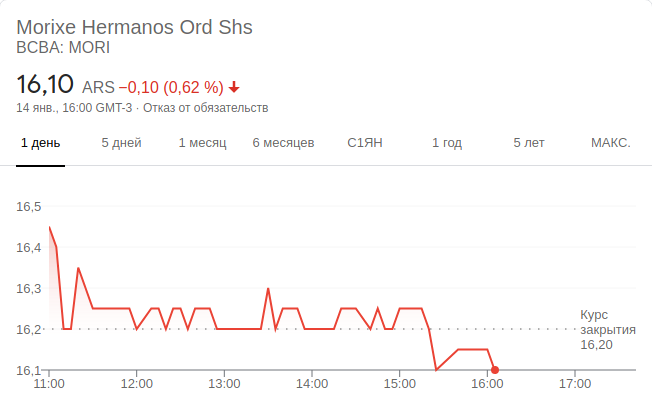 Morixe Hermanos Ord Shs
BCBA: MORI
16,10 ARS −0,10 (0,62 %)
14 янв., 16:00 GMT-3 · Отказ от обязательств
1 день 5 дней 1 месяц 6 месяцев С1ЯН 1 год 5 лет МАКС.
16,5
16,4
16,3
16,2
16,1
Курс
закрытия
16,20
11:00 12:00 13:00 14:00 15:00 16:00 17:00